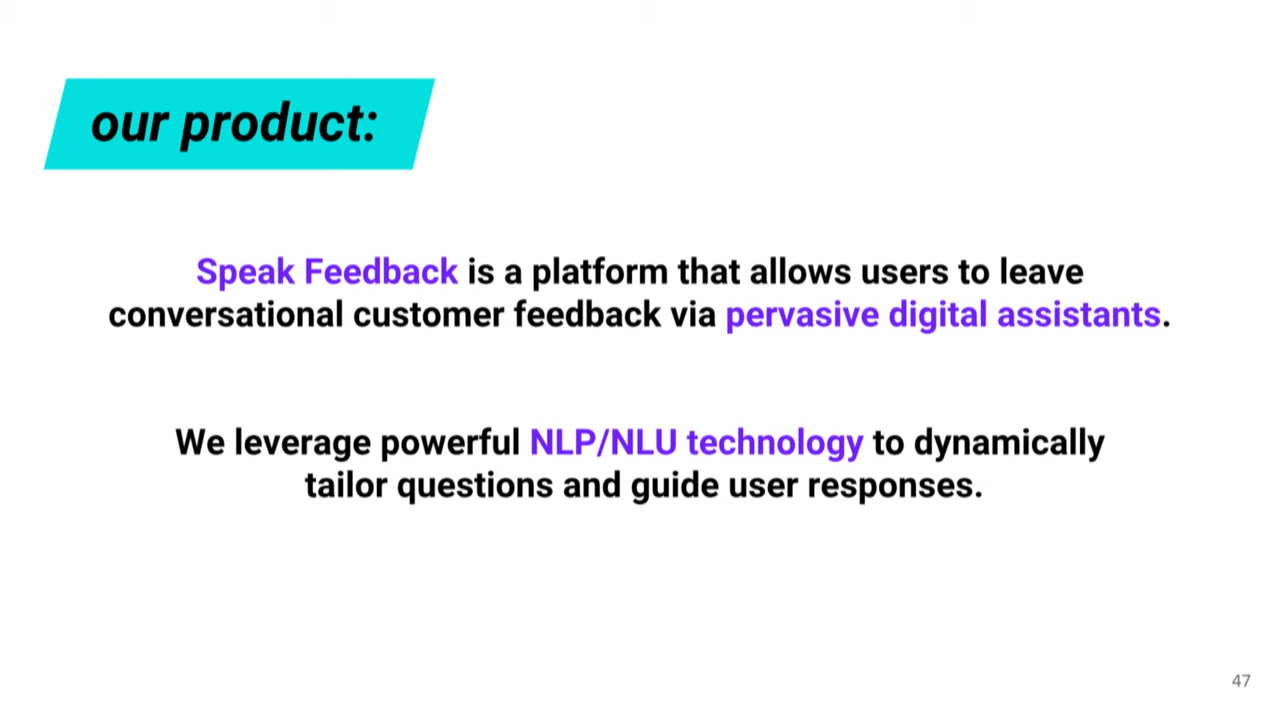 our product:
Speak Feedback is a platform that allows users to leave
conversational customer feedback via pervasive digital assistants.
We leverage powerful NLP/NLU technology to dynamically
tailor questions and guide user responses.
47